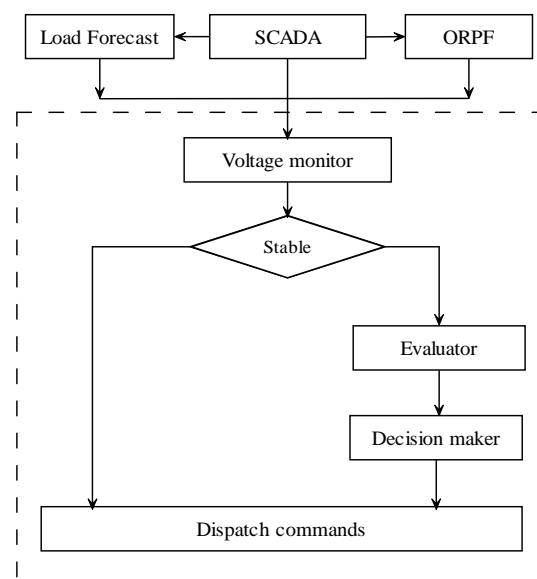 Load Forecast
SCADA
ORPF
Voltage monitor
Stable
Evaluator
Decision maker
Dispatch commands